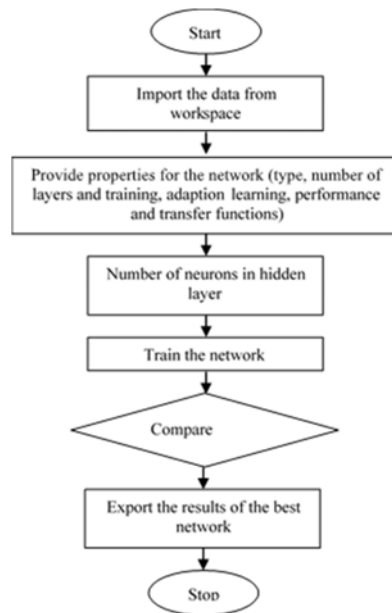 Start
Import the data from
workspace
Provide properties for the network (type, number of
layers and training, adaption learning, performance
and transfer functions)
Number of neurons in hidden
layer
Train the network
Compare
Export the results of the best
network
Stop